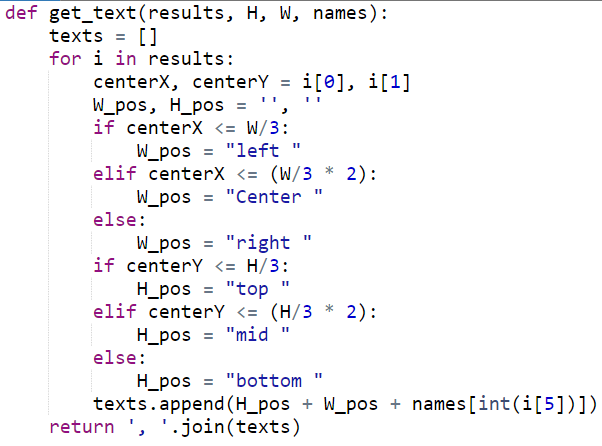 def get_text(results, H, W, names):
    texts = []
    for i in results:
        centerX, centerY = i[0], i[1]
        W_pos, H_pos = '', ''
        if centerX <= W/3:
            W_pos = "left "
        elif centerX <= (W/3 * 2):
            W_pos = "Center "
        else:
            W_pos = "right "
        if centerY <= H/3:
            H_pos = "top "
        elif centerY <= (H/3 * 2):
            H_pos = "mid "
        else:
            H_pos = "bottom "
        texts.append(H_pos + W_pos + names[int(i[5])])
    return ', '.join(texts)